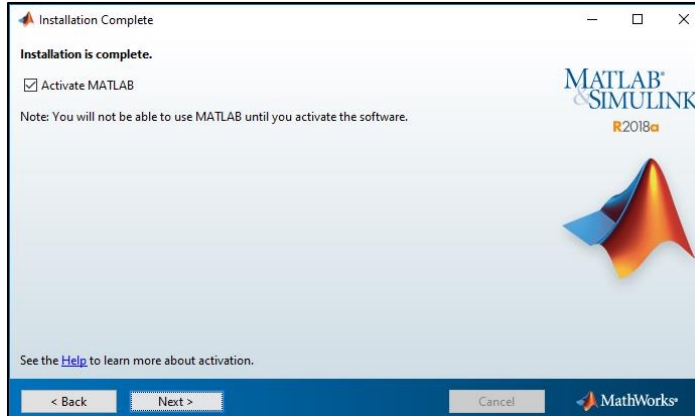 Installation Complete
Installation is complete.
Activate MATLAB
Note: You will not be able to use MATLAB until you activate the software.
MATLAB®
&SIMULINK
R2018a
See the Help to learn more about activation.
< Back
Next >
Cancel
MathWorks®